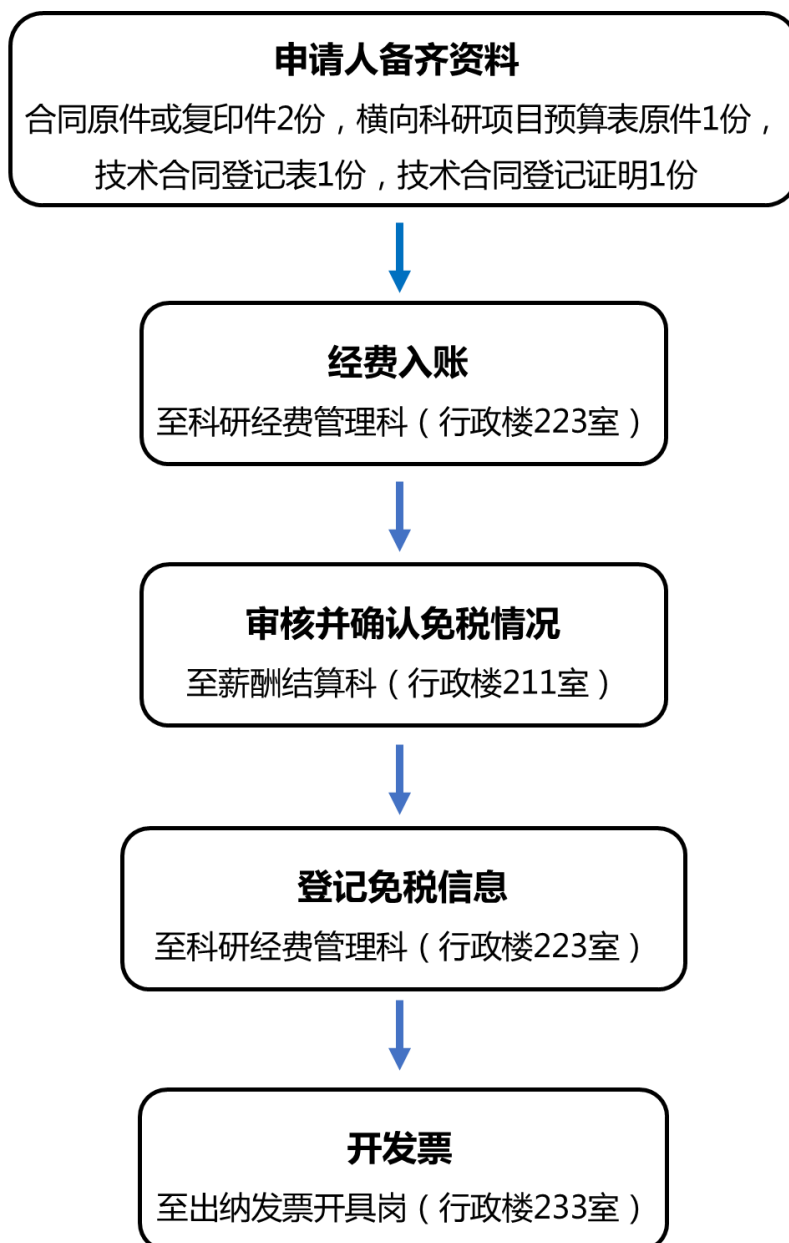 申请人备齐资料
合同原件或复印件2份，横向科研项目预算表原件1份，
技术合同登记表1份，技术合同登记证明1份
经费入账
至科研经费管理科（行政楼223室）
审核并确认免税情况
至薪酬结算科（行政楼211室）
登记免税信息
至科研经费管理科（行政楼223室）
开发票
至出纳发票开具岗（行政楼233室）